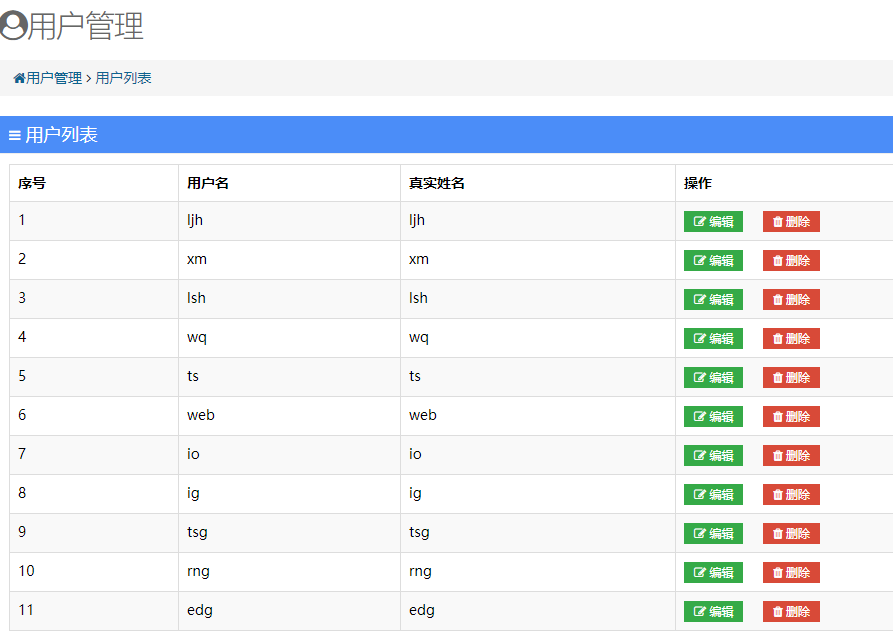 用户管理
用户管理 > 用户列表
用户列表
序号 用户名 真实姓名 操作
1 ljh ljh 编辑 删除
2 xm xm 编辑 删除
3 lsh lsh 编辑 删除
4 wq wq 编辑 删除
5 ts ts 编辑 删除
6 web web 编辑 删除
7 io io 编辑 删除
8 ig ig 编辑 删除
9 tsg tsg 编辑 删除
10 rng rng 编辑 删除
11 edg edg 编辑 删除